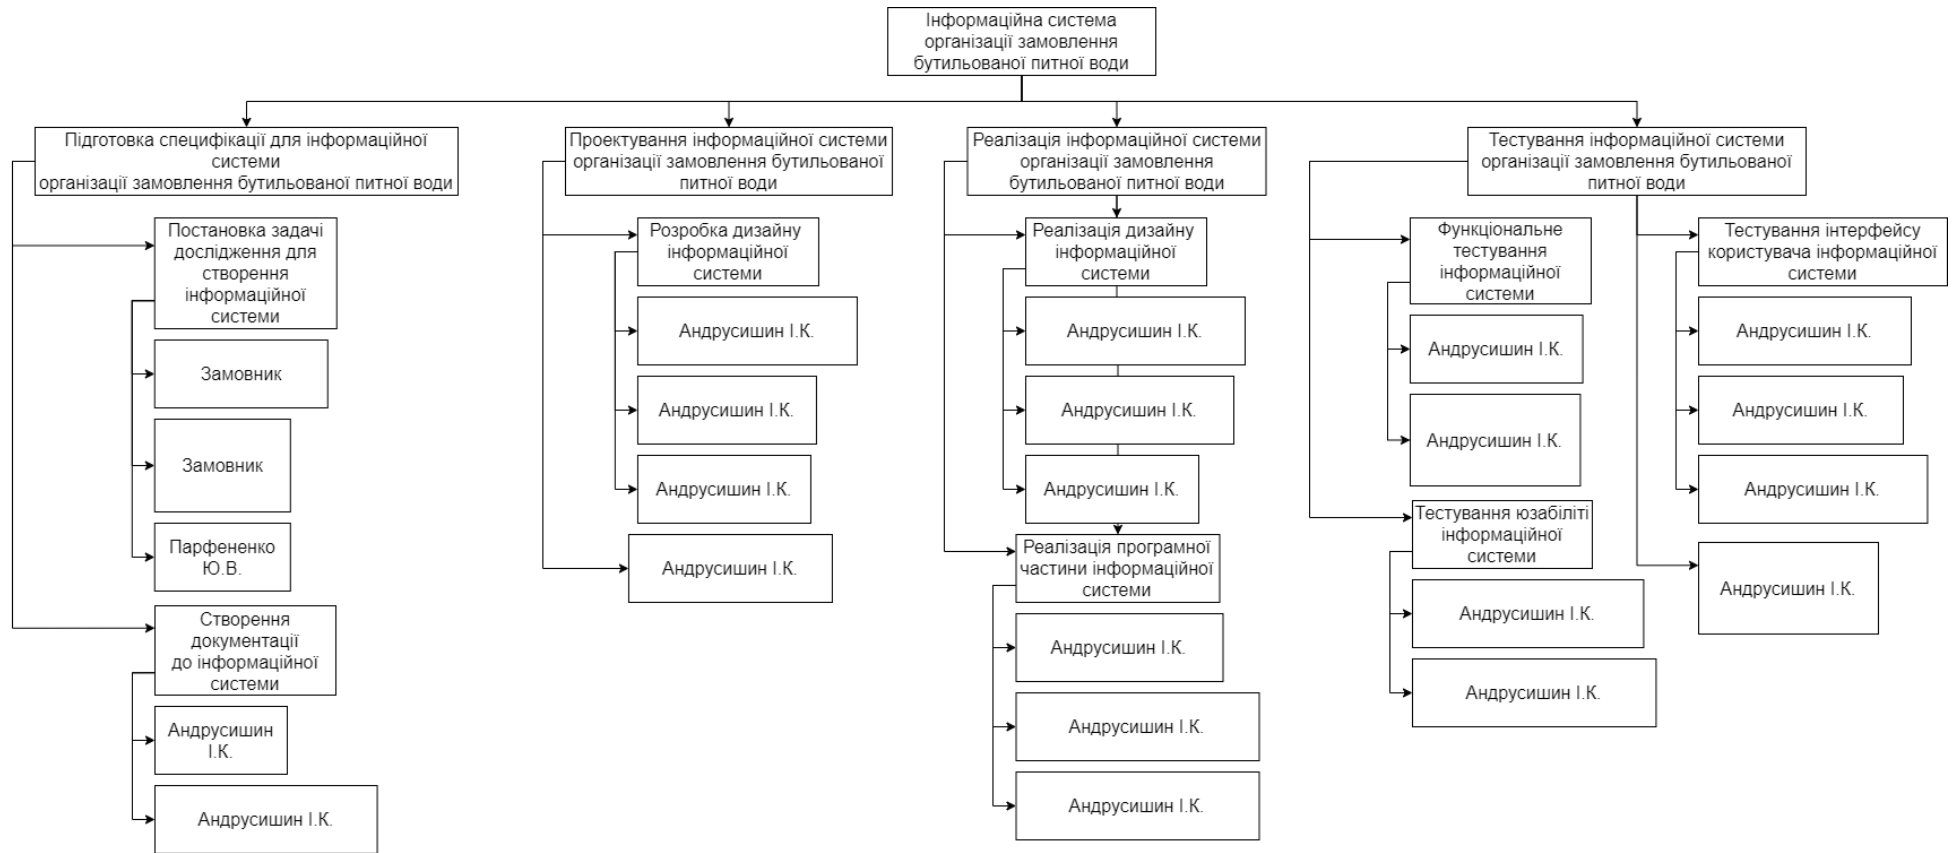 Інформаційна система
організації замовлення
бутильованої питної води
Підготовка специфікації для інформаційної
системи
організації замовлення бутильованої питної води
Постановка задачі
дослідження для
створення
інформаційної
системи
Замовник
Замовник
Парфененко
Ю.В.
Створення
документації
до інформаційної
системи
Андрусишин
І.К.
Андрусишин І.К.
Проектування інформаційної системи
організації замовлення бутильованої
питної води
Розробка дизайну
інформаційної
системи
Андрусишин І.К.
Андрусишин І.К.
Андрусишин І.К.
Андрусишин І.К.
Реалізація інформаційної системи
організації замовлення
бутильованої питної води
Реалізація дизайну
інформаційної
системи
Андрусишин І.К.
Андрусишин І.К.
Андрусишин І.К.
Реалізація програмної
частини інформаційної
системи
Андрусишин І.К.
Андрусишин І.К.
Андрусишин І.К.
Тестування інформаційної системи
організації замовлення бутильованої
питної води
Функціональне
тестування
інформаційної
системи
Андрусишин І.К.
Андрусишин І.К.
Тестування юзабіліті
інформаційної
системи
Андрусишин І.К.
Андрусишин І.К.
Тестування інтерфейсу
користувача інформаційної
системи
Андрусишин І.К.
Андрусишин І.К.
Андрусишин І.К.
Андрусишин І.К.